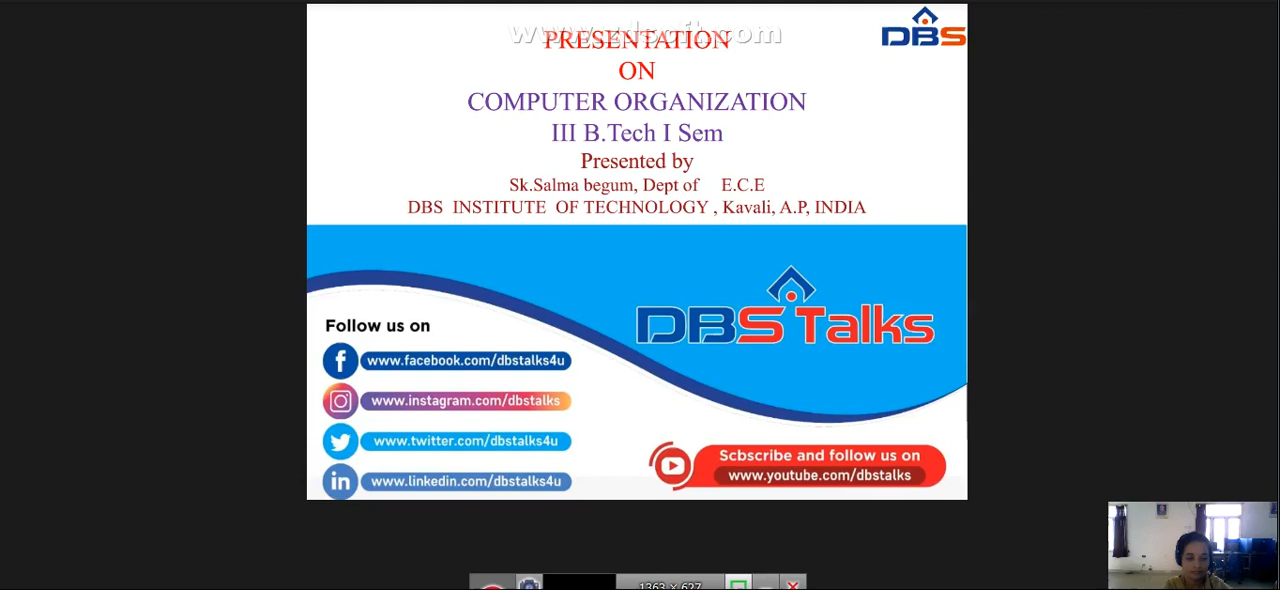 PRESENTATION
DBS
ON
COMPUTER ORGANIZATION
III B.Tech I Sem
Presented by
Sk.Salma begum, Dept of E.C.E
DBS INSTITUTE OF TECHNOLOGY , Kavali, A.P, INDIA
DBS Talks
Follow us on
www.facebook.com/dbstalks4u
www.instagram.com/dbstalks
www.twitter.com/dbstalks4u
www.linkedin.com/dbstalks4u
Scbscribe and follow us on
www.youtube.com/dbstalks
1363 × 627